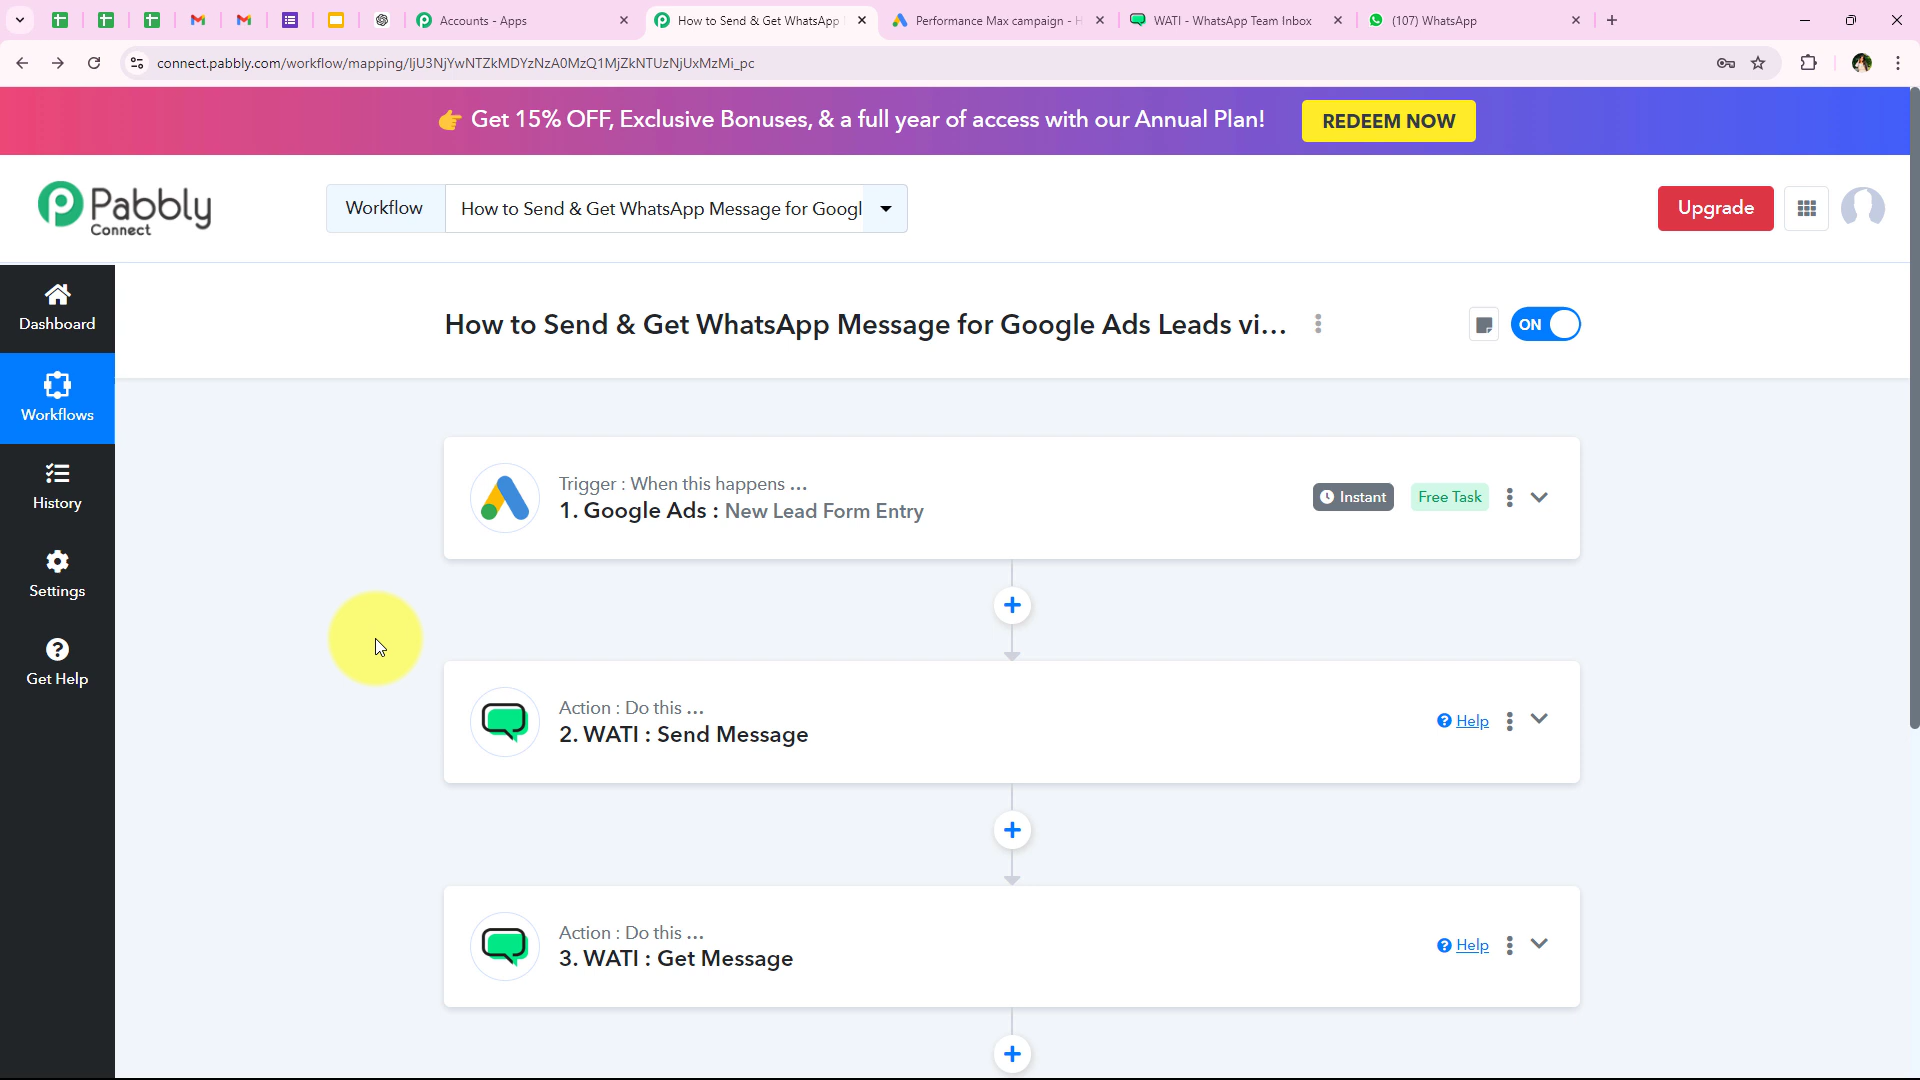 Accounts - Apps
How to Send & Get WhatsApp
Performance Max campaign - H
WATI - WhatsApp Team Inbox
(107) WhatsApp
connect.pabbly.com/workflow/mapping/IjU3NjYwNTZkMDYzNzA0MzQ1MjZkNTUzNjUxMzMi_pc
Get 15% OFF, Exclusive Bonuses, & a full year of access with our Annual Plan!
REDEEM NOW
Pabbly
Connect
Workflow
How to Send & Get WhatsApp Message for Googl
Upgrade
Dashboard
Workflows
History
Settings
Get Help
How to Send & Get WhatsApp Message for Google Ads Leads vi...
ON
Trigger : When this happens ...
1. Google Ads : New Lead Form Entry
Instant
Free Task
Action : Do this ...
2. WATI : Send Message
Help
Action : Do this ...
3. WATI : Get Message
Help